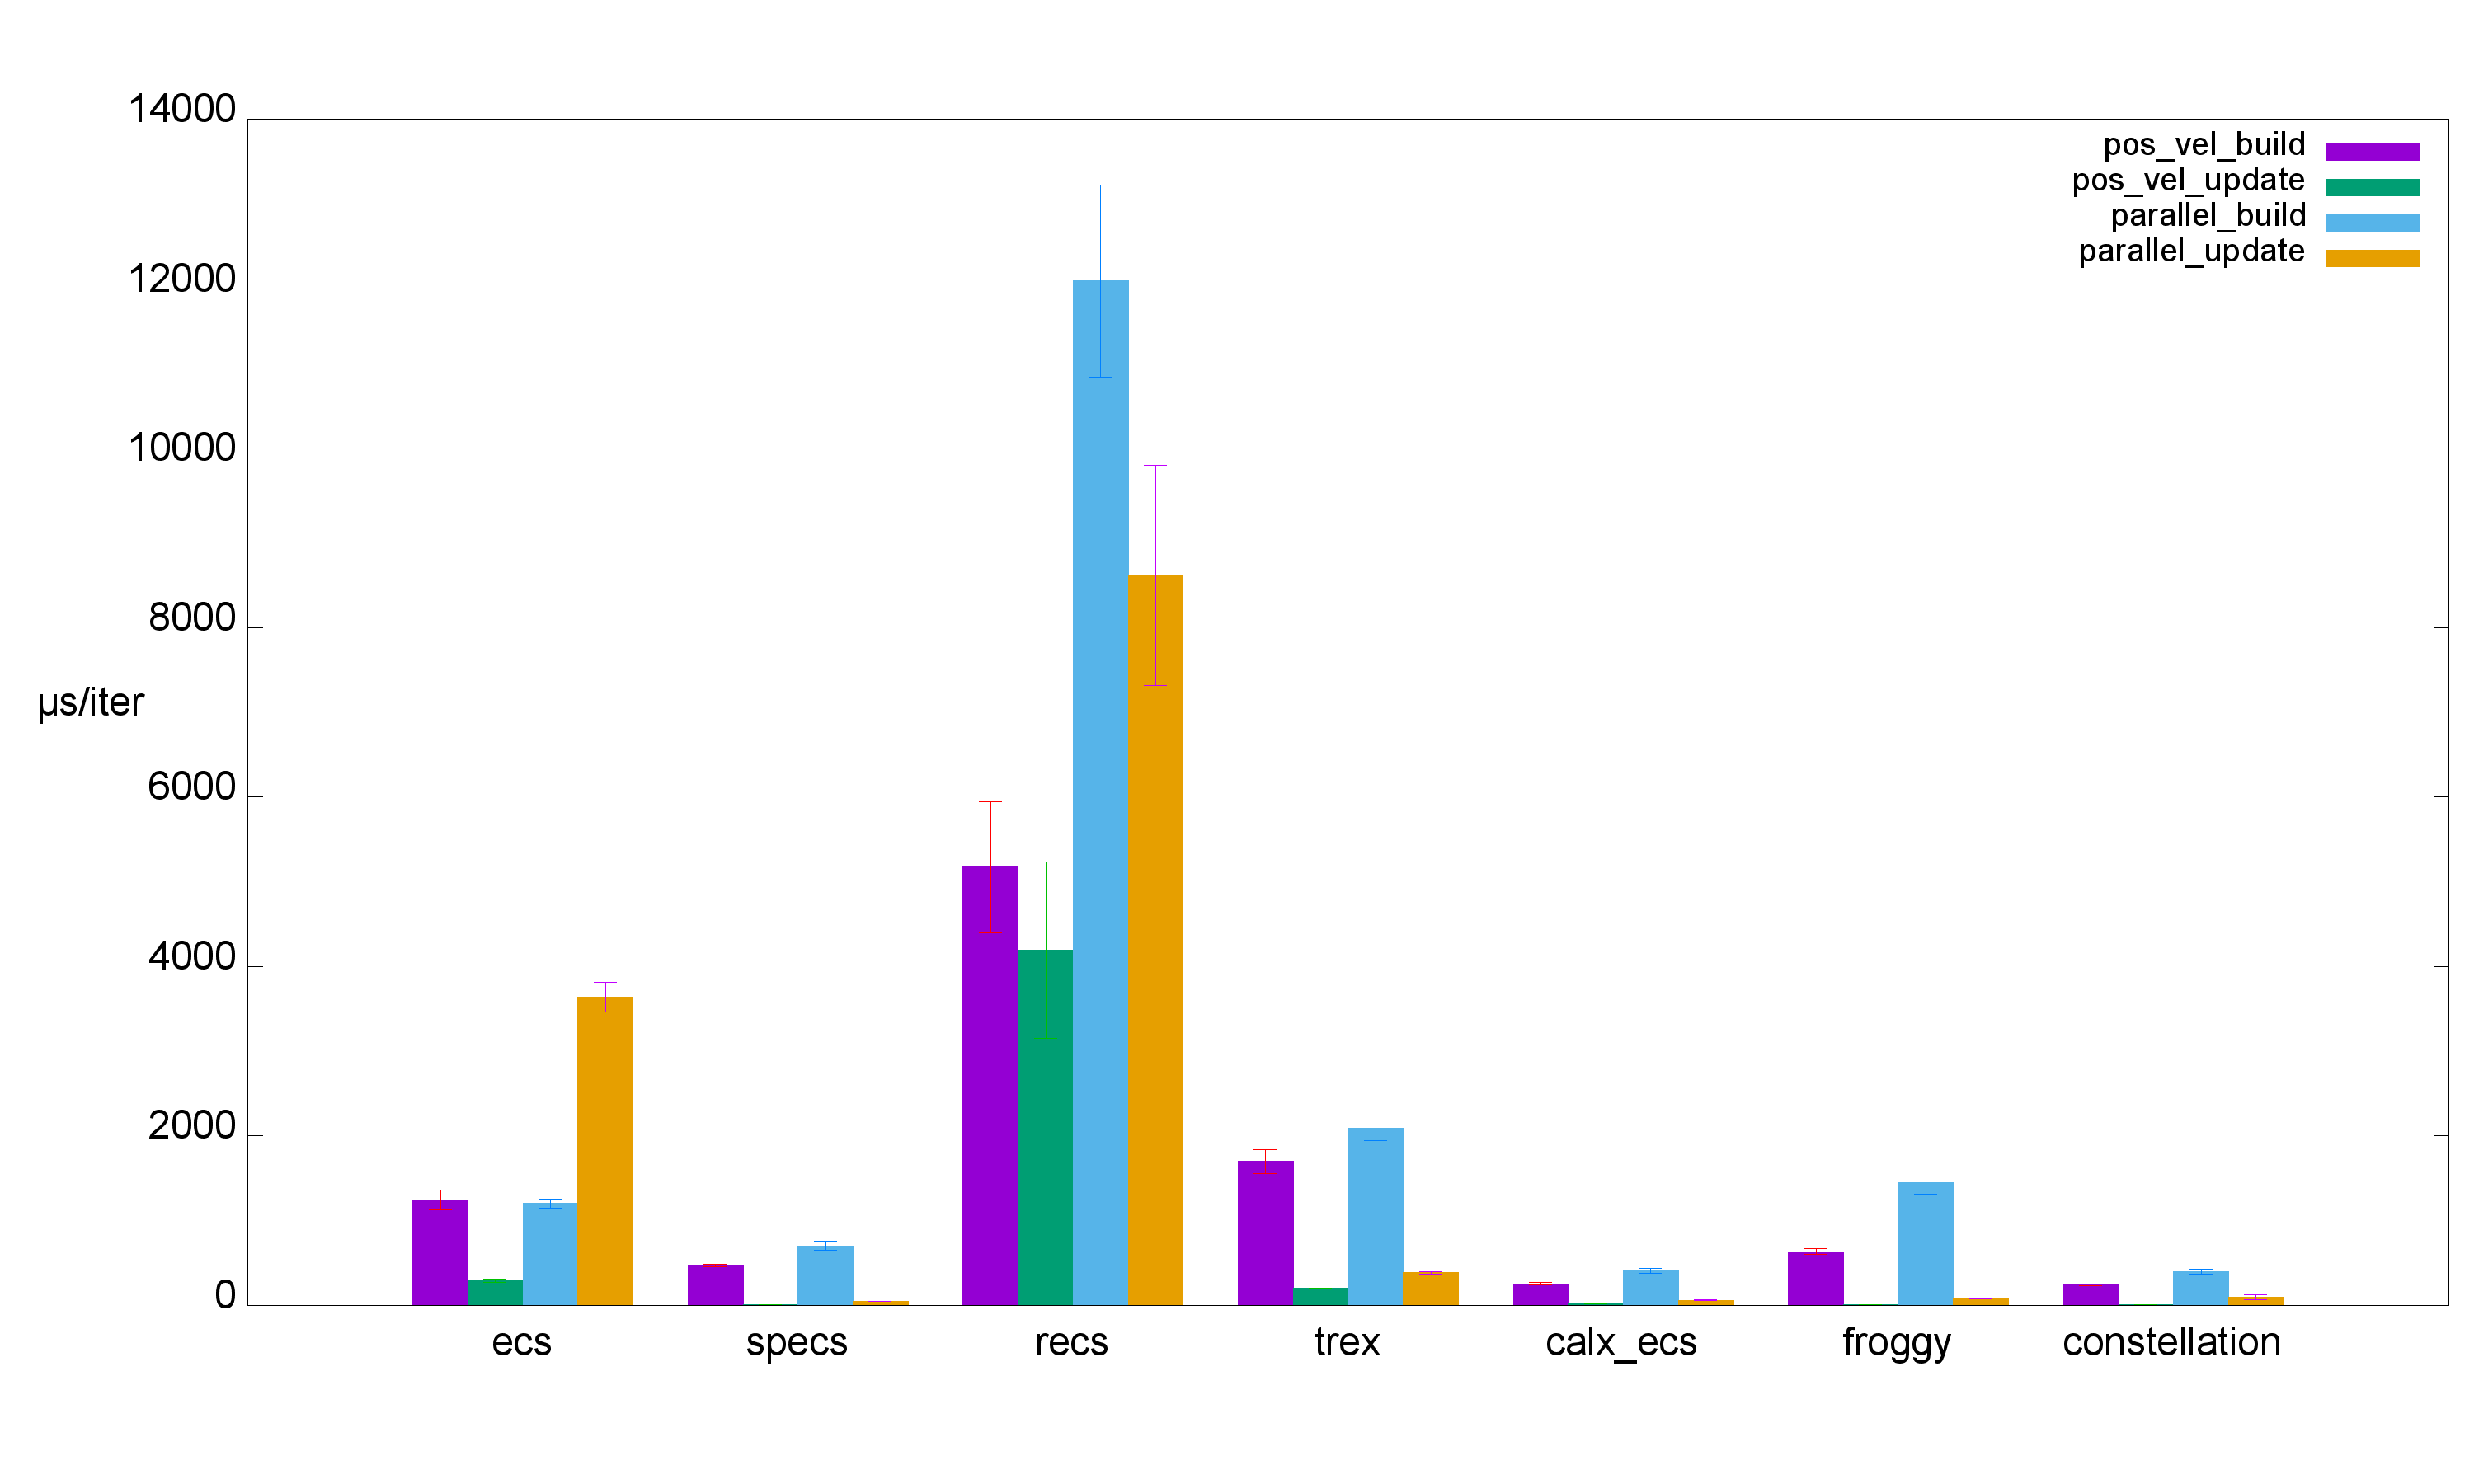 14000
12000
10000
8000
6000
4000
2000
0
µs/iter
pos_vel_build
pos_vel_update
parallel_build
parallel_update
ecs
specs
recs
trex
calx_ecs
froggy
constellation